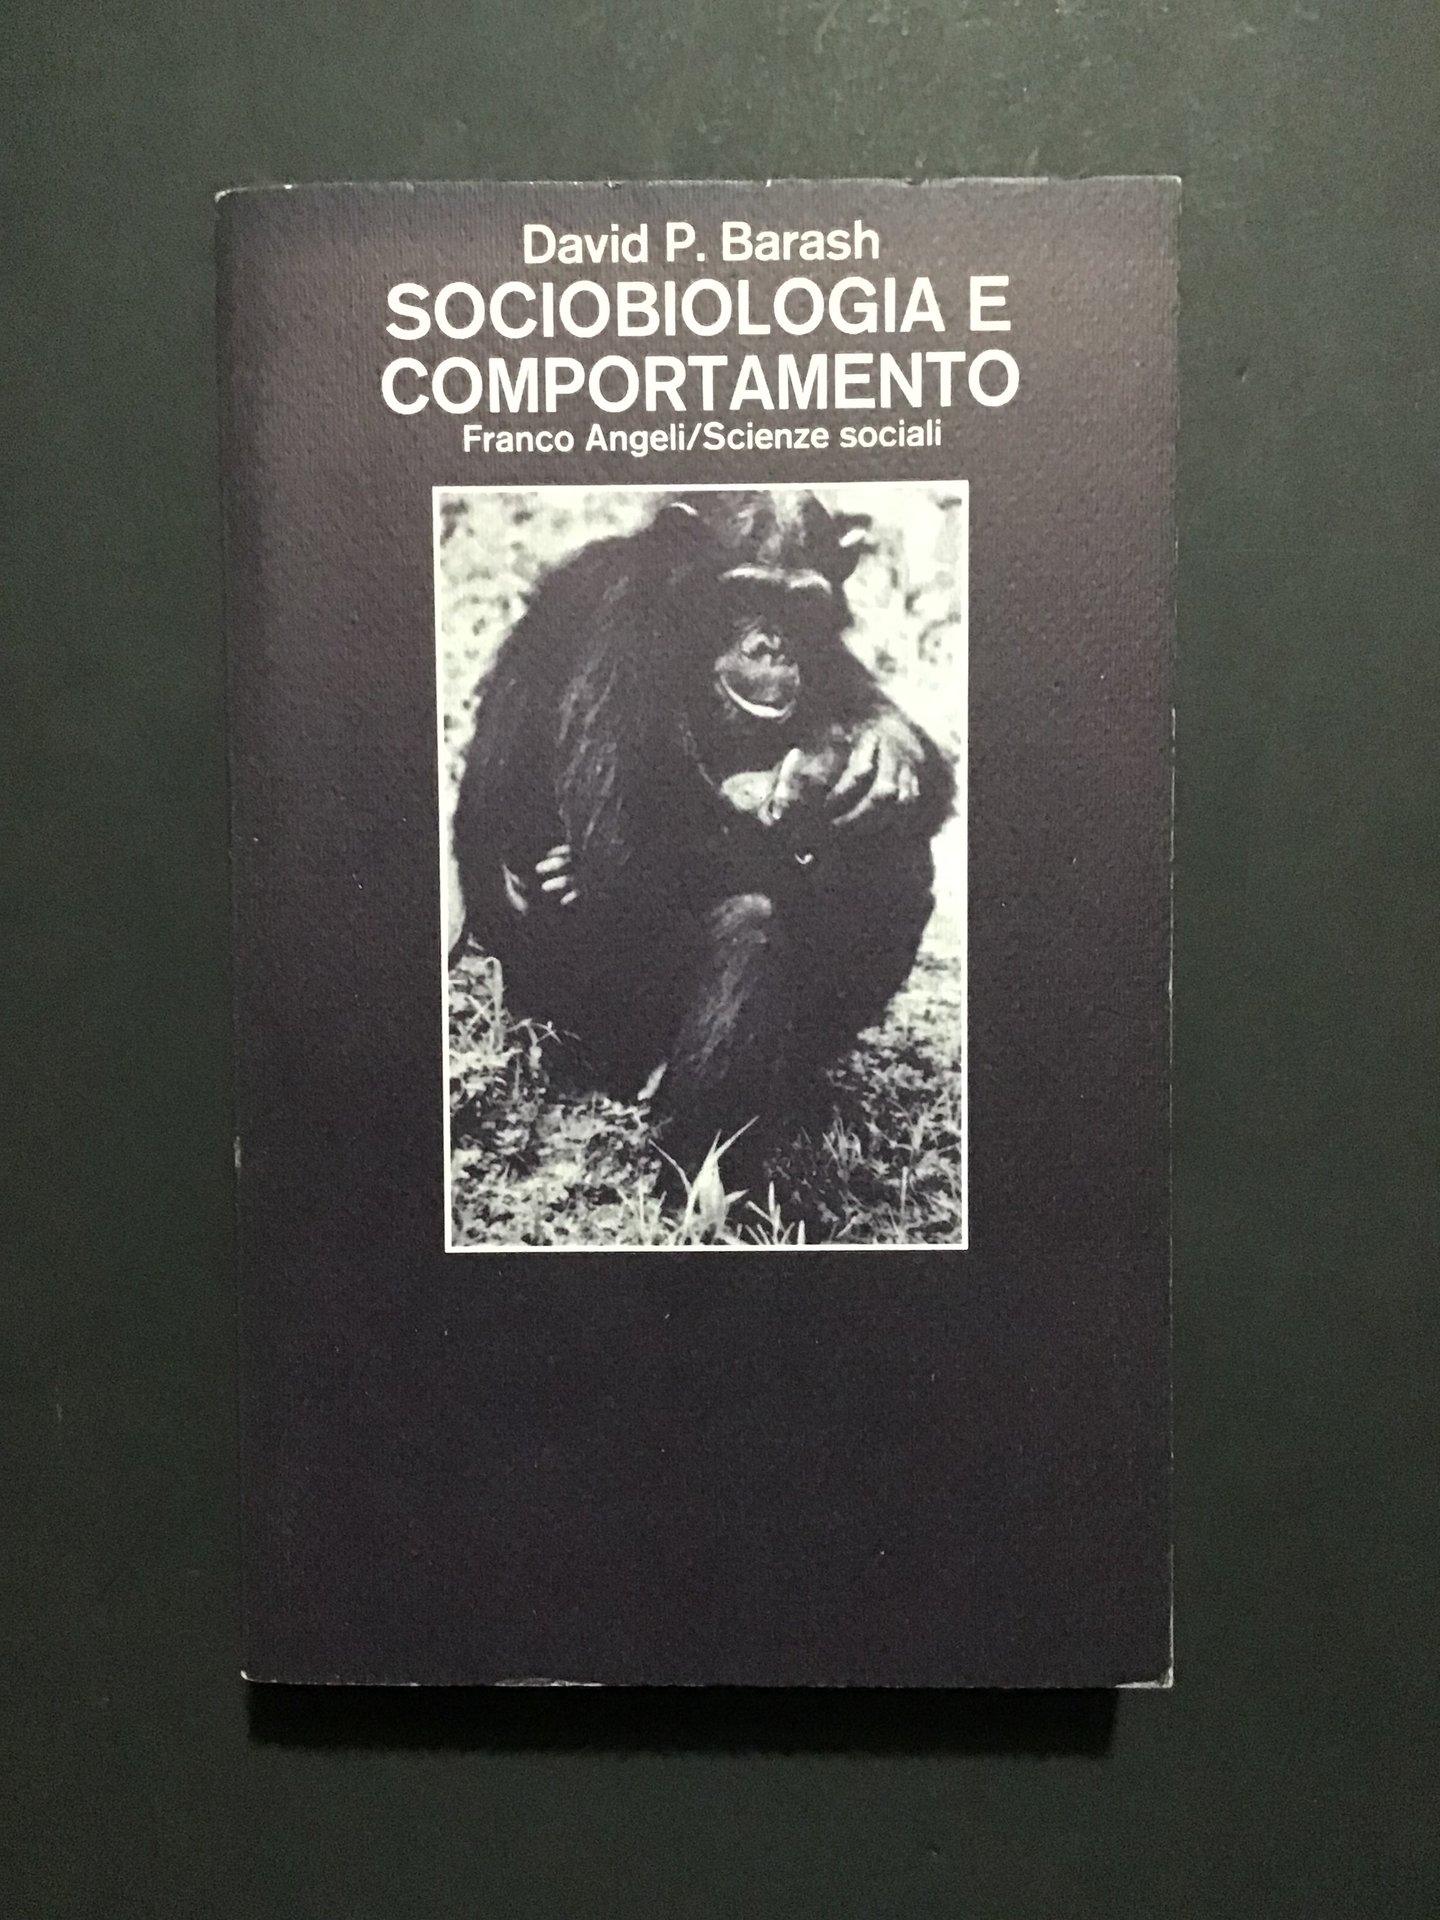 David P. Barash
SOCIOBIOLOGIA E
COMPORTAMENTO
Franco Angeli/Scienze sociali